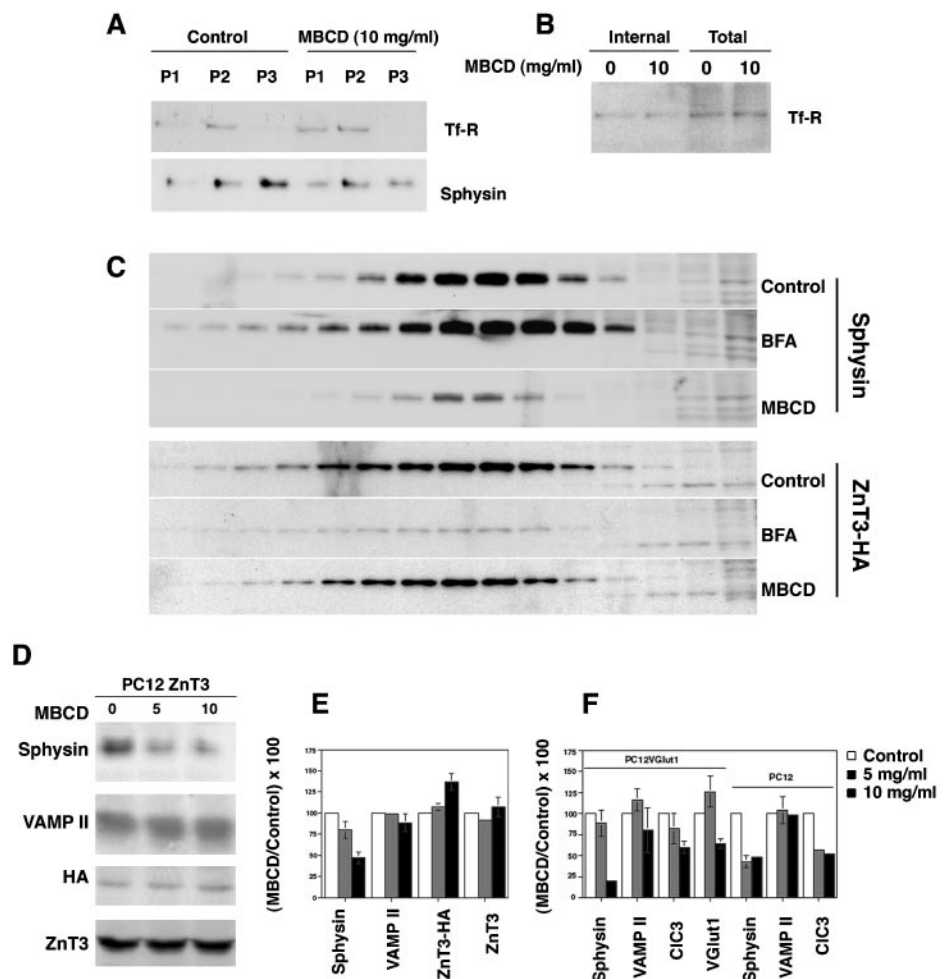 A
Control
MBCD (10 mg/ml)
P1 P2 P3 P1 P2 P3
Tf-R
Sphysin
B
Internal Total
MBCD (mg/ml) 0 10 0 10
Tf-R
C
Control
BFA
MBCD
Sphysin
Control
BFA
MBCD
ZnT3-HA
D
PC12 ZnT3
MBCD 0 5 10
Sphysin
VAMP II
HA
ZnT3
E
(MBCD/Control) x 100
175
150
125
100
75
50
25
0
Sphysin
VAMP II
ZnT3-HA
ZnT3
F
(MBCD/Control) x 100
175
150
125
100
75
50
25
0
PC12VGlut1
PC12
Sphysin
VAMP II
ClC3
VGlut1
Sphysin
VAMP II
ClC3
Control
5 mg/ml
10 mg/ml